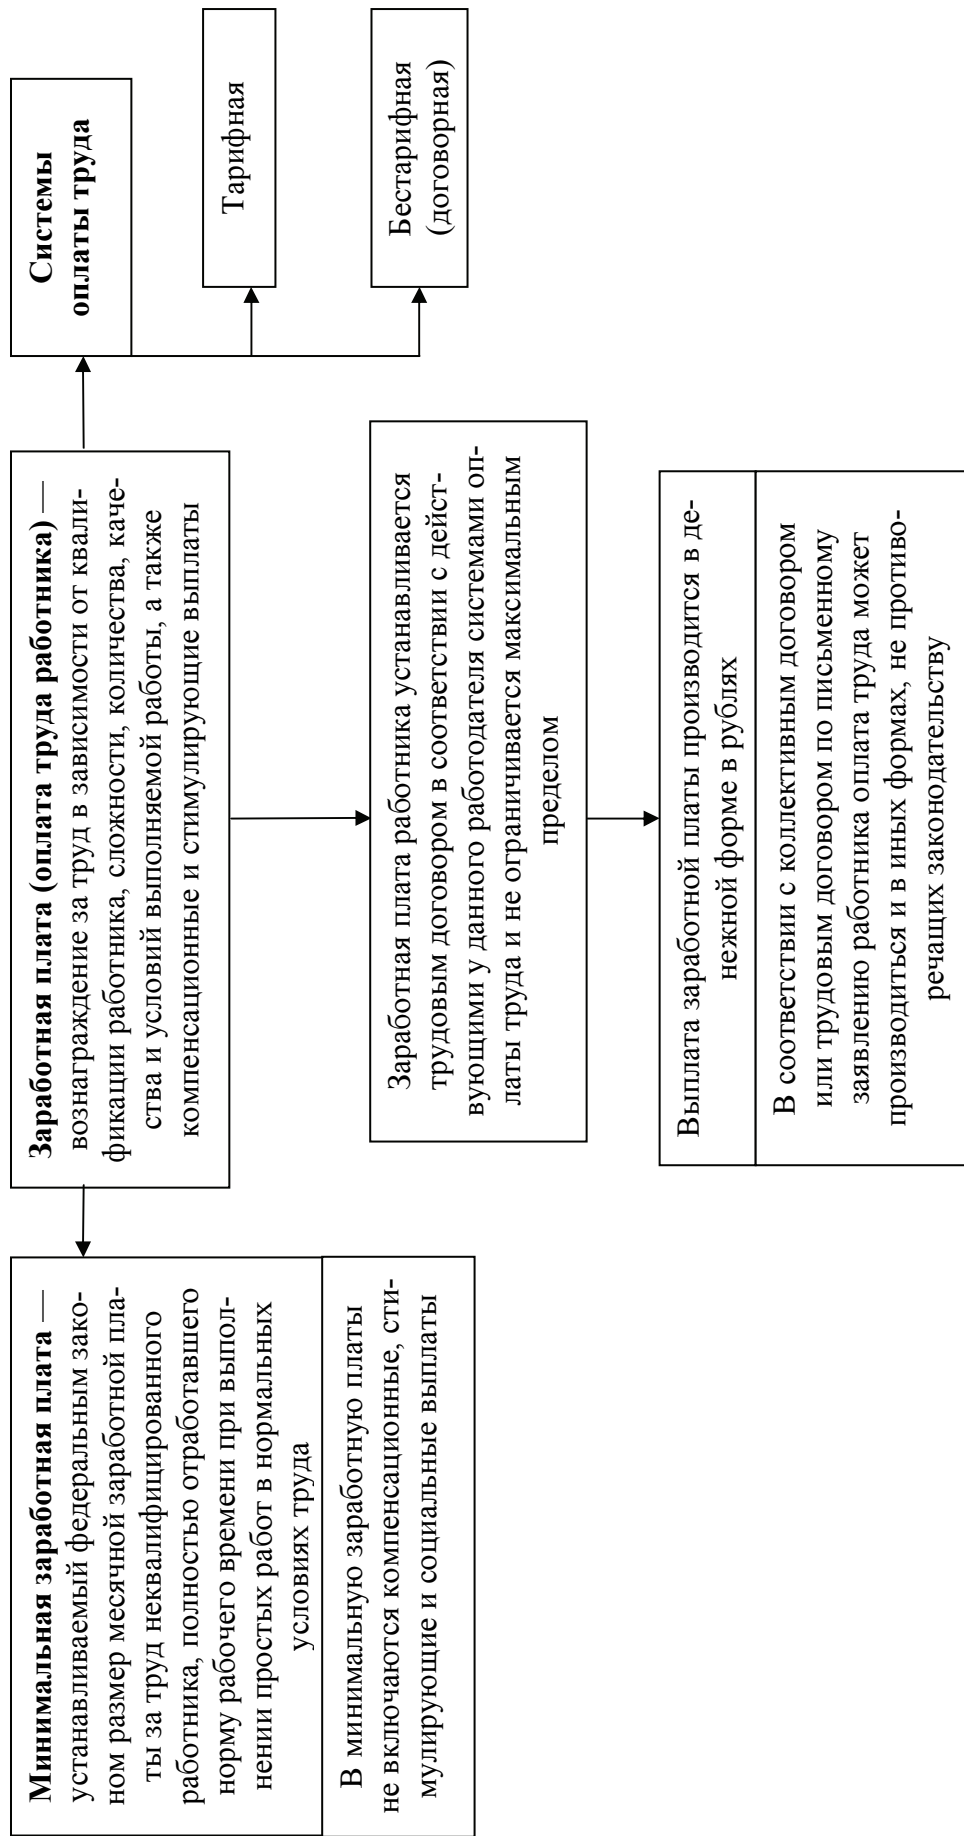 Минимальная заработная плата —
устанавливаемый федеральным зако-
ном размер месячной заработной пла-
ты за труд неквалифицированного
работника, полностью отработавшего
норму рабочего времени при выпол-
нении простых работ в нормальных
условиях труда
В минимальную заработную платы
не включаются компенсационные, сти-
мулирующие и социальные выплаты
Заработная плата (оплата труда работника) —
вознаграждение за труд в зависимости от квали-
фикации работника, сложности, количества, каче-
ства и условий выполняемой работы, а также
компенсационные и стимулирующие выплаты
Заработная плата работника устанавливается
трудовым договором в соответствии с дейст-
вующими у данного работодателя системами оп-
латы труда и не ограничивается максимальным
пределом
Выплата заработной платы производится в де-
нежной форме в рублях
В соответствии с коллективным договором
или трудовым договором по письменному
заявлению работника оплата труда может
производиться и в иных формах, не противо-
речащих законодательству
Системы
оплаты труда
Тарифная
Бестарифная
(договорная)